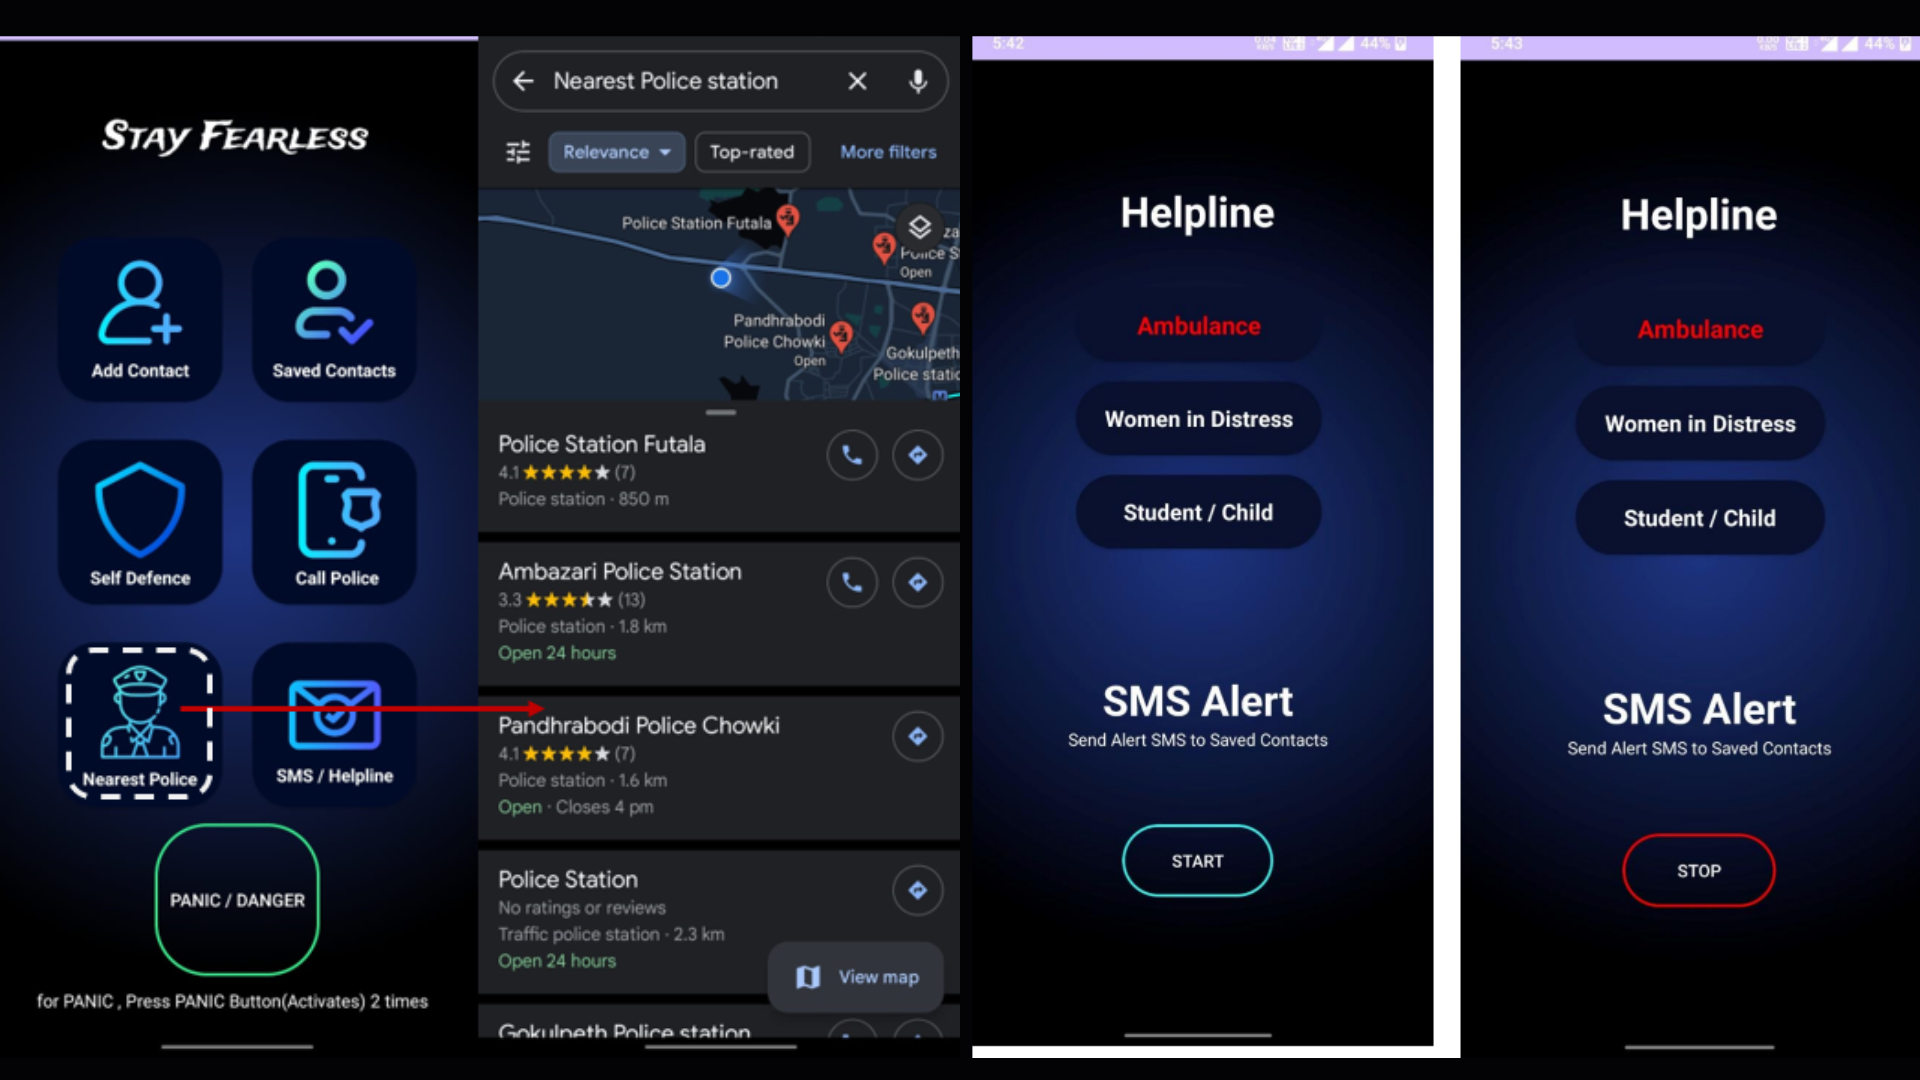 STAY FEARLESS
Add Contact
Saved Contacts
Self Defence
Call Police
Nearest Police
SMS / Helpline
PANIC / DANGER
for PANIC , Press PANIC Button(Activates) 2 times
Nearest Police station
Relevance
Top-rated
More filters
Police Station Futala
Police S
Open
Pandhrabodi
Police Chowki
Open
Gokulpeth
Police static
Police Station Futala
4.1 (7)
Police station · 850 m
Ambazari Police Station
3.3 (13)
Police station · 1.8 km
Open 24 hours
Pandhrabodi Police Chowki
4.1 (7)
Police station · 1.6 km
Open · Closes 4 pm
Police Station
No ratings or reviews
Traffic police station · 2.3 km
Open 24 hours
View map
Gokulpeth Police station
5:42
44%
Helpline
Ambulance
Women in Distress
Student / Child
SMS Alert
Send Alert SMS to Saved Contacts
START
5:43
44%
Helpline
Ambulance
Women in Distress
Student / Child
SMS Alert
Send Alert SMS to Saved Contacts
STOP